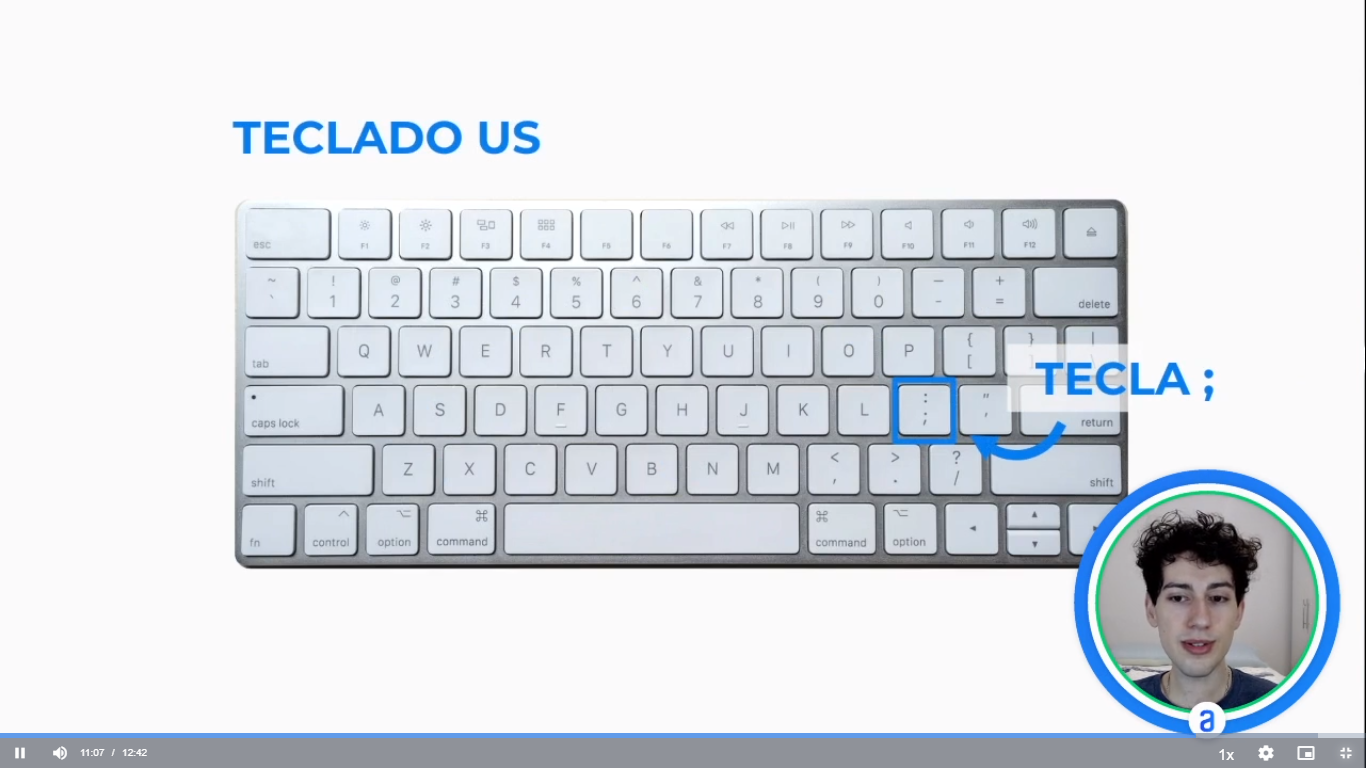 TECLADO US
esc F1 F2 F3 F4 F5 F6 F7 F8 F9 F10 F11 F12
~ ! @ # $ % ^ & * ( ) — +
` 1 2 3 4 5 6 7 8 9 0 - = delete
tab Q W E R T Y U I O P { [ } ] | \
TECLA ;
caps lock A S D F G H J K L : ; " ' return
shift Z X C V B N M < , > . ? / shift
fn control option command command option
a
11:07 / 12:42
1x